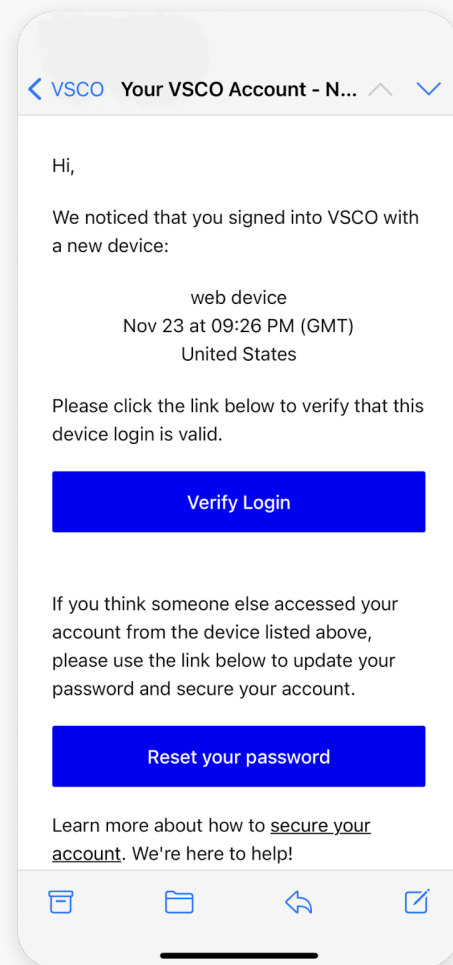 VSCO Your VSCO Account - N...
Hi,
We noticed that you signed into VSCO with
a new device:
web device
Nov 23 at 09:26 PM (GMT)
United States
Please click the link below to verify that this
device login is valid.
Verify Login
If you think someone else accessed your
account from the device listed above,
please use the link below to update your
password and secure your account.
Reset your password
Learn more about how to secure your
account. We're here to help!